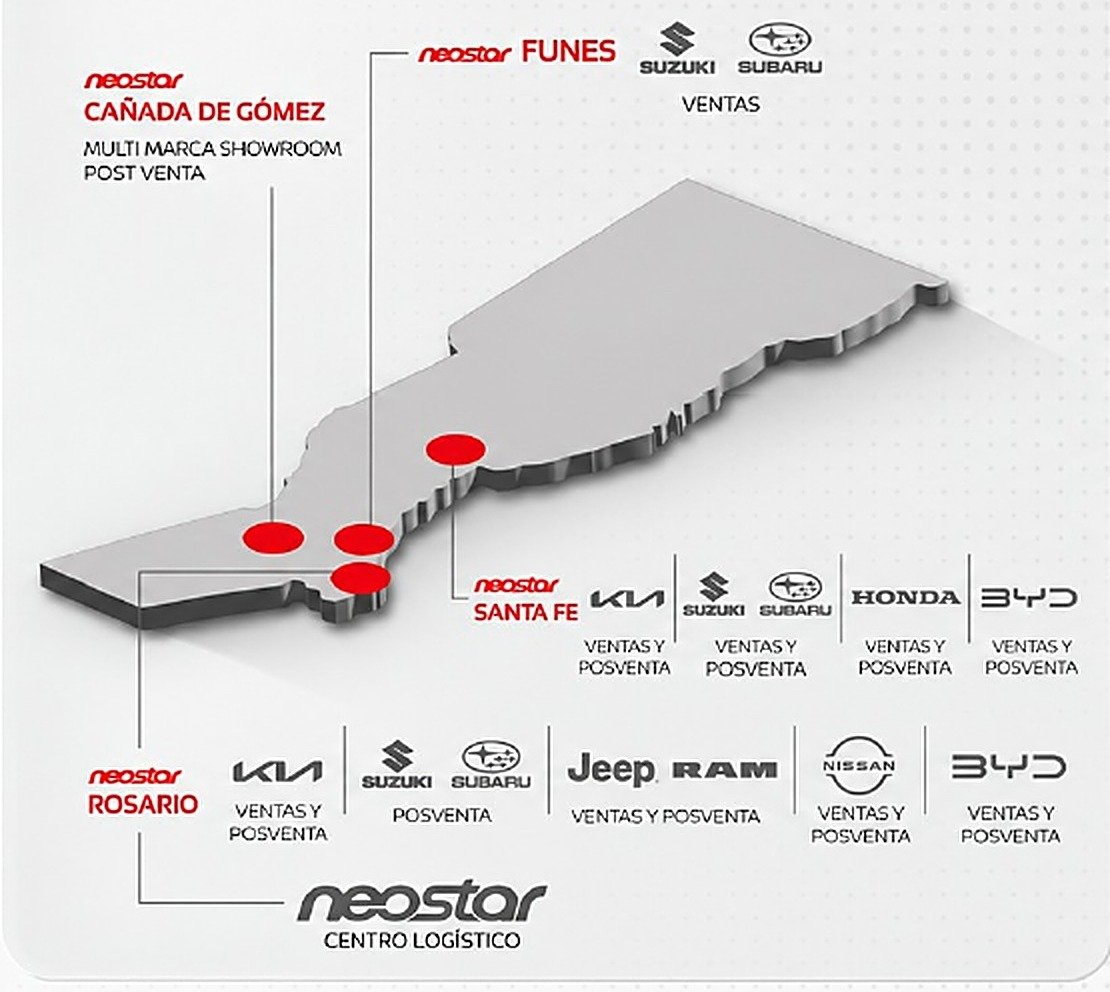 neostar FUNES
SUZUKI SUBARU
VENTAS
neostar
CAÑADA DE GÓMEZ
MULTI MARCA SHOWROOM
POST VENTA
neostar
SANTA FE
KIA
VENTAS Y
POSVENTA
SUZUKI SUBARU
VENTAS Y
POSVENTA
HONDA
VENTAS Y
POSVENTA
BYD
VENTAS Y
POSVENTA
neostar
ROSARIO
KIA
VENTAS Y
POSVENTA
SUZUKI SUBARU
POSVENTA
Jeep RAM
VENTAS Y POSVENTA
NISSAN
VENTAS Y
POSVENTA
BYD
VENTAS Y
POSVENTA
neostar
CENTRO LOGÍSTICO